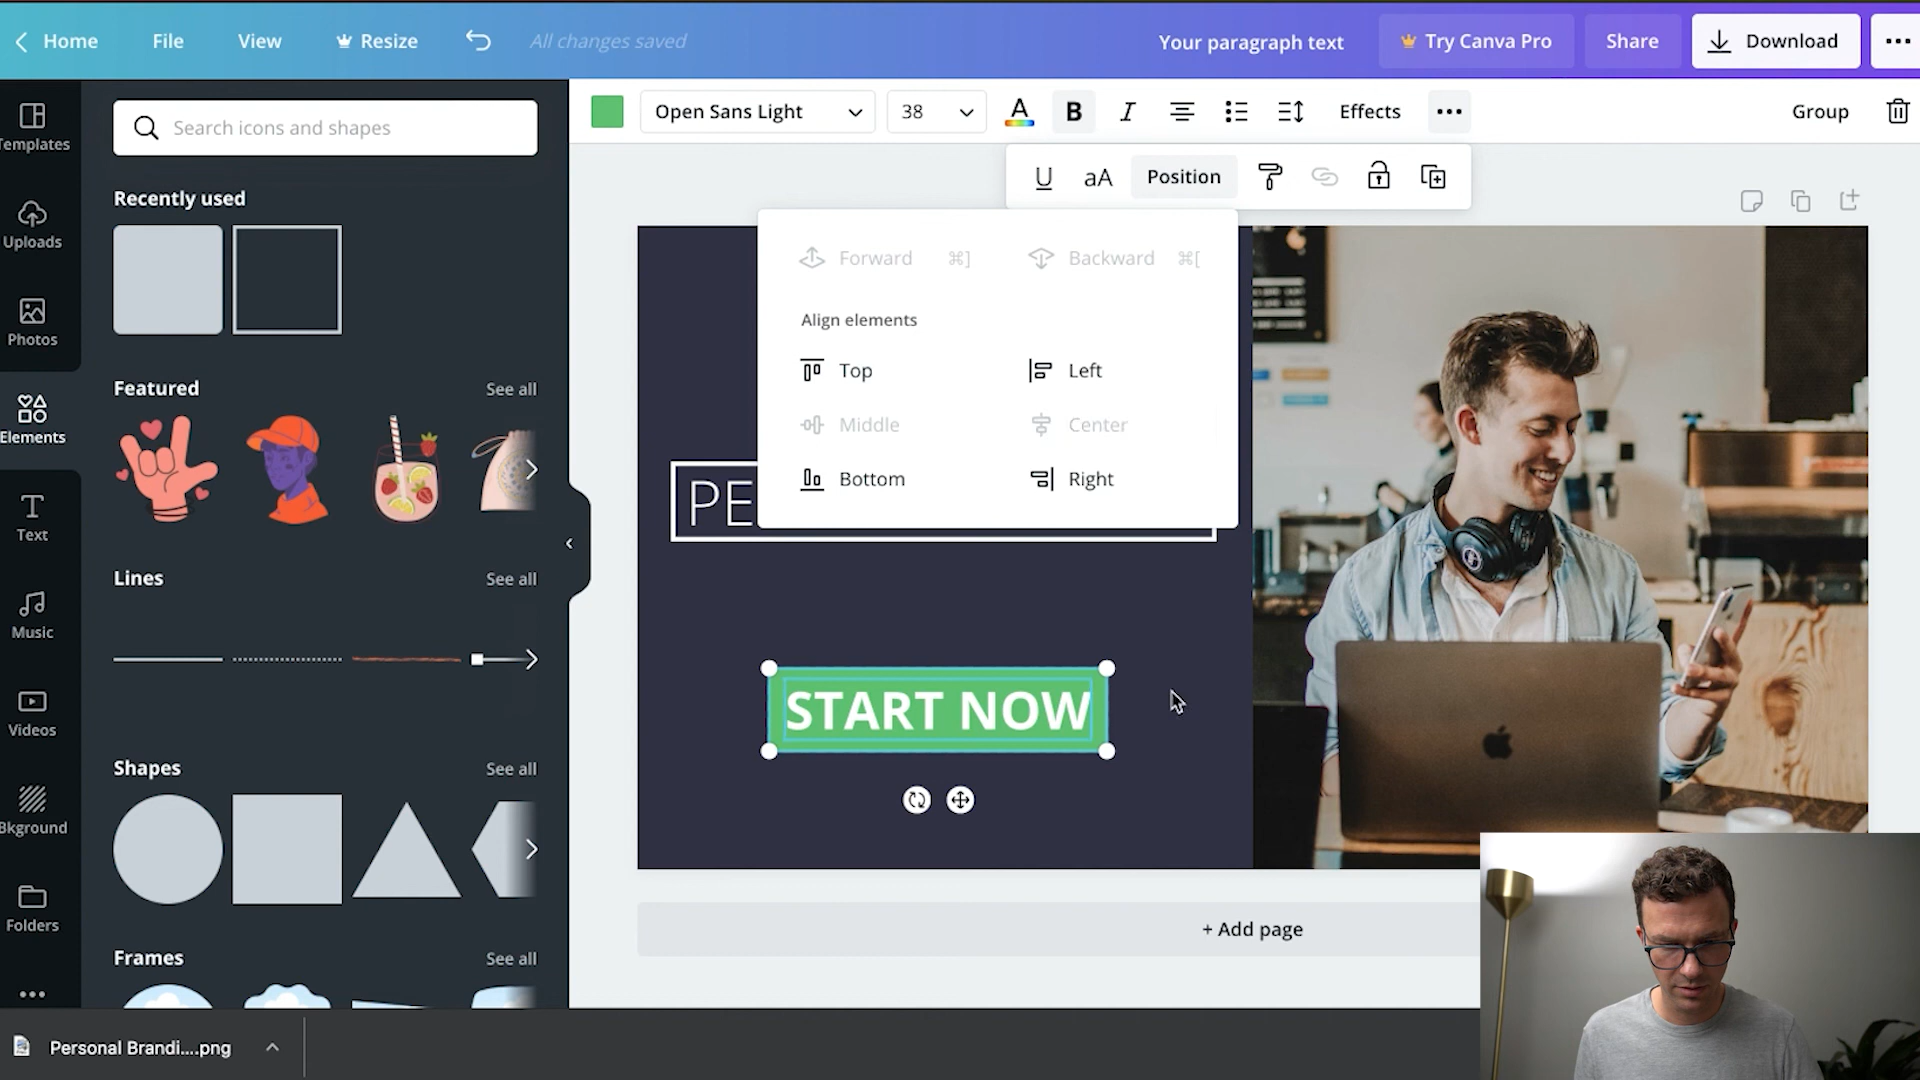 Home
File
View
Resize
All changes saved
Your paragraph text
Try Canva Pro
Share
Download
Open Sans Light
38
A
B
I
Effects
Group
U
aA
Position
Templates
Uploads
Photos
Elements
Text
Music
Videos
Bkground
Folders
Search icons and shapes
Recently used
Featured
See all
Lines
See all
Shapes
See all
Frames
See all
Forward ⌘]
Backward ⌘[
Align elements
Top
Left
Middle
Center
Bottom
Right
PE
START NOW
+ Add page
Personal Brandi....png